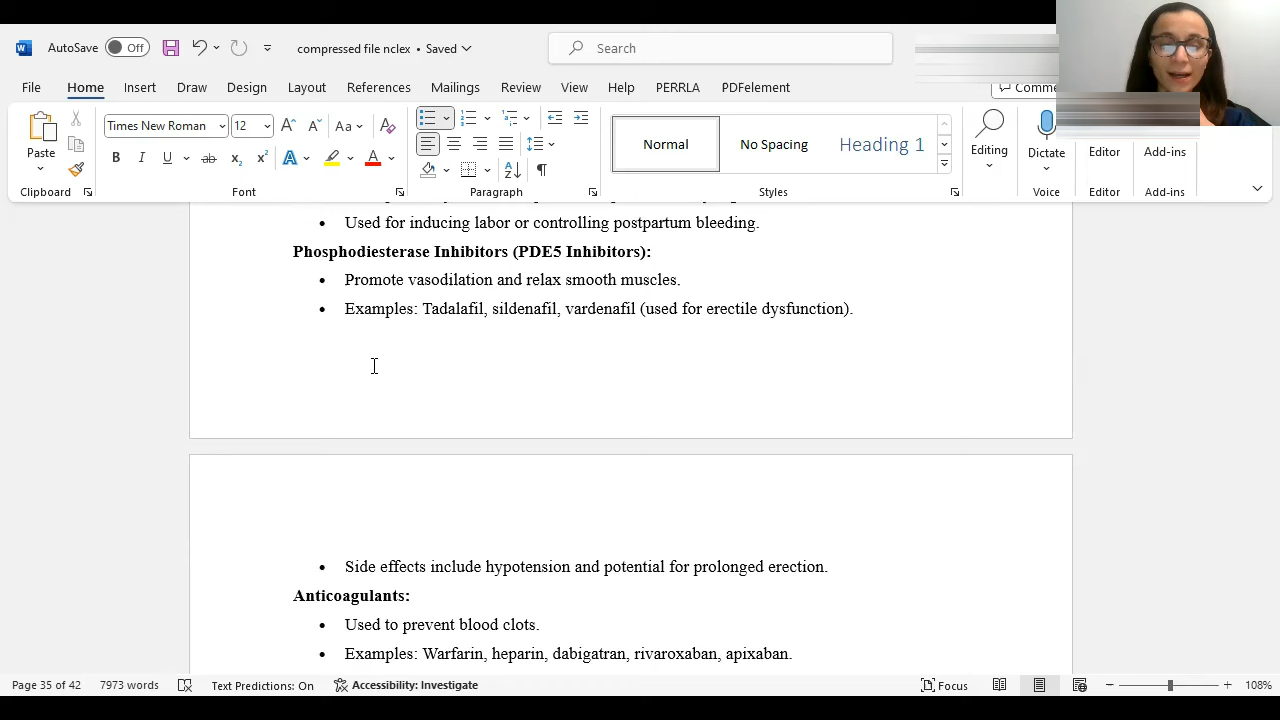 AutoSave Off compressed file nclex • Saved Search
File Home Insert Draw Design Layout References Mailings Review View Help PERRLA PDFelement
Times New Roman 12 Aa
Normal No Spacing Heading 1
Paste Editing Dictate Editor Add-ins
Clipboard Font Paragraph Styles Voice Editor Add-ins
• Used for inducing labor or controlling postpartum bleeding.
Phosphodiesterase Inhibitors (PDE5 Inhibitors):
• Promote vasodilation and relax smooth muscles.
• Examples: Tadalafil, sildenafil, vardenafil (used for erectile dysfunction).
• Side effects include hypotension and potential for prolonged erection.
Anticoagulants:
• Used to prevent blood clots.
• Examples: Warfarin, heparin, dabigatran, rivaroxaban, apixaban.
Page 35 of 42 7973 words Text Predictions: On Accessibility: Investigate Focus 108%